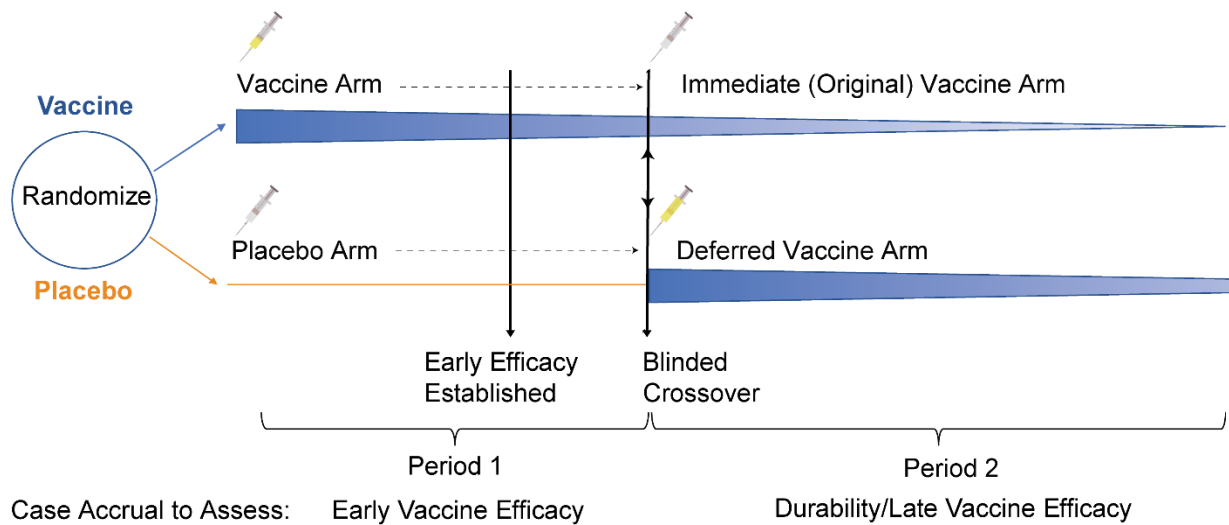 Vaccine
Randomize
Placebo
Vaccine Arm
Immediate (Original) Vaccine Arm
Placebo Arm
Deferred Vaccine Arm
Early Efficacy
Established
Blinded
Crossover
Period 1
Period 2
Case Accrual to Assess:
Early Vaccine Efficacy
Durability/Late Vaccine Efficacy